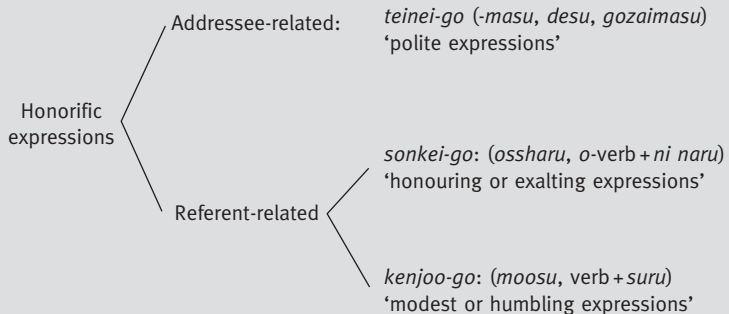 Addressee-related: teinei-go (-masu, desu, gozaimasu)
‘polite expressions’
Honorific
expressions
sonkei-go: (ossharu, o-verb + ni naru)
‘honouring or exalting expressions’
Referent-related
kenjoo-go: (moosu, verb + suru)
‘modest or humbling expressions’